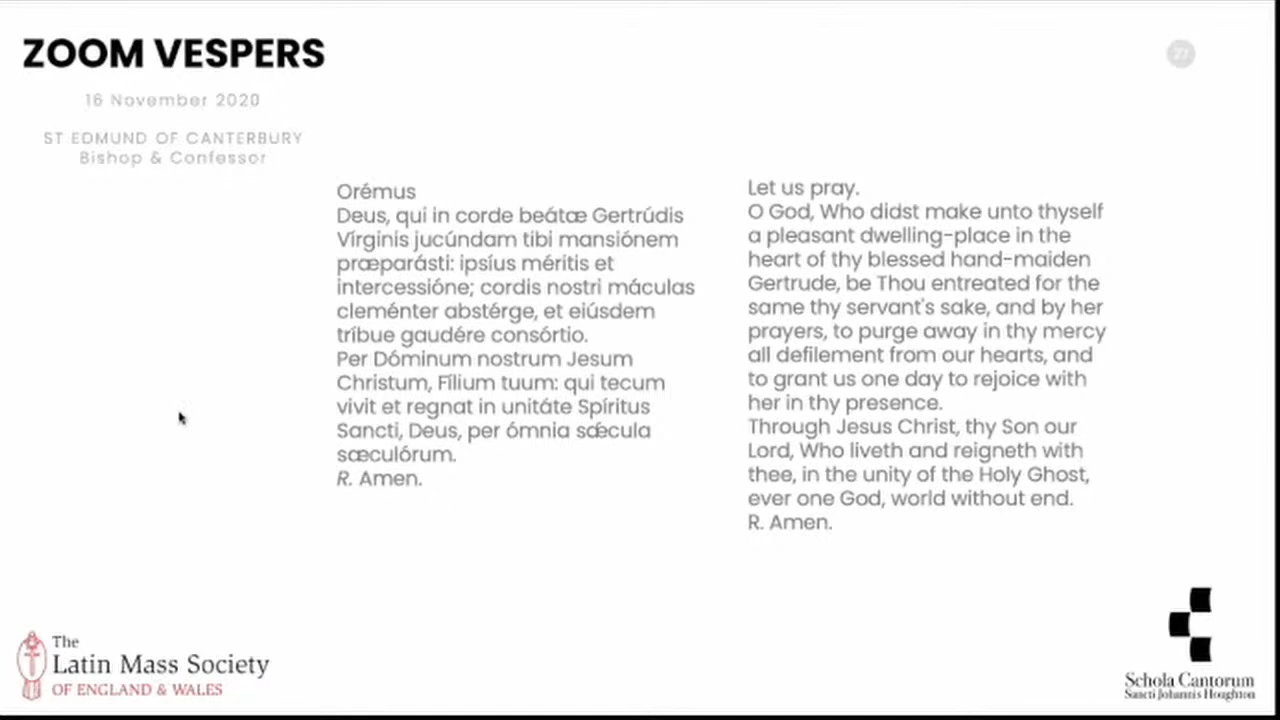 ZOOM VESPERS
27
16 November 2020
ST EDMUND OF CANTERBURY
Bishop & Confessor
Orémus
Deus, qui in corde beátæ Gertrúdis
Vírginis jucúndam tibi mansiónem
præparásti: ipsíus méritis et
intercessióne; cordis nostri máculas
cleménter abstérge, et eiúsdem
tríbue gaudére consórtio.
Per Dóminum nostrum Jesum
Christum, Fílium tuum: qui tecum
vivit et regnat in unitáte Spíritus
Sancti, Deus, per ómnia sǽcula
sæculórum.
R. Amen.
Let us pray.
O God, Who didst make unto thyself
a pleasant dwelling-place in the
heart of thy blessed hand-maiden
Gertrude, be Thou entreated for the
same thy servant's sake, and by her
prayers, to purge away in thy mercy
all defilement from our hearts, and
to grant us one day to rejoice with
her in thy presence.
Through Jesus Christ, thy Son our
Lord, Who liveth and reigneth with
thee, in the unity of the Holy Ghost,
ever one God, world without end.
R. Amen.
The
Latin Mass Society
OF ENGLAND & WALES
Schola Cantorum
Sancti Johannis Houghton